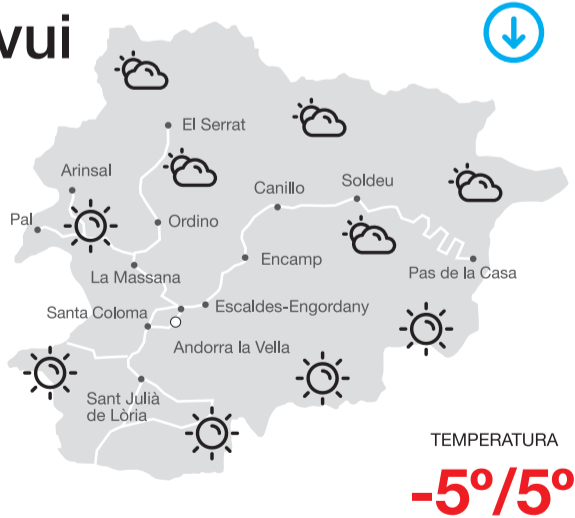 vui
El Serrat
Arinsal
Canillo
Soldeu
Pal
Ordino
Encamp
La Massana
Pas de la Casa
Santa Coloma
Escaldes-Engordany
Andorra la Vella
Sant Julià
de Lòria
TEMPERATURA
-5º/5º